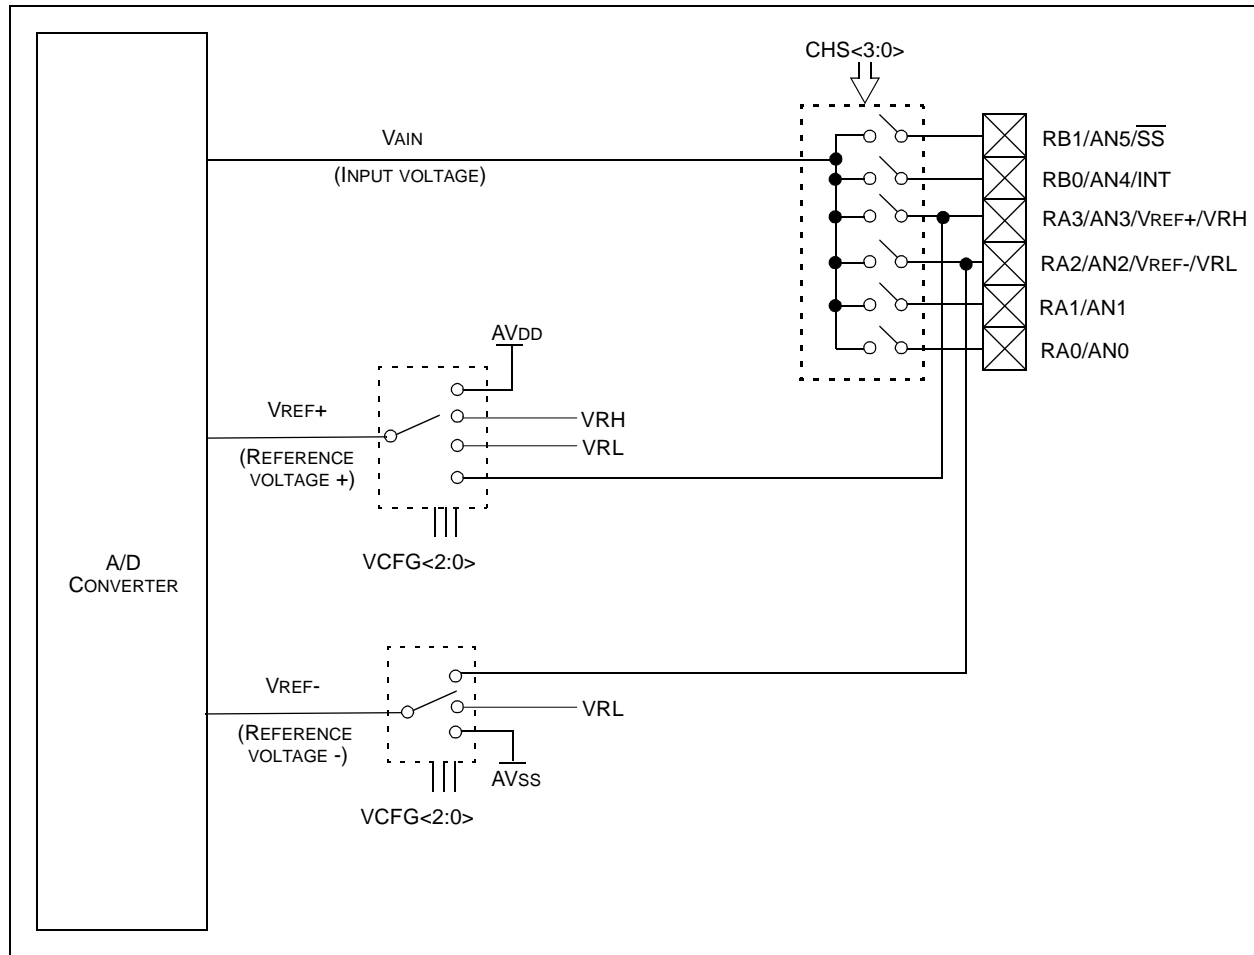 CHS<3:0>
VAIN
(INPUT VOLTAGE)
RB1/AN5/S̅S̅
RB0/AN4/INT
RA3/AN3/VREF+/VRH
RA2/AN2/VREF-/VRL
RA1/AN1
RA0/AN0
AVDD
VREF+
(REFERENCE
VOLTAGE +)
VRH
VRL
VCFG<2:0>
A/D
CONVERTER
VREF-
(REFERENCE
VOLTAGE -)
VRL
AVSS
VCFG<2:0>